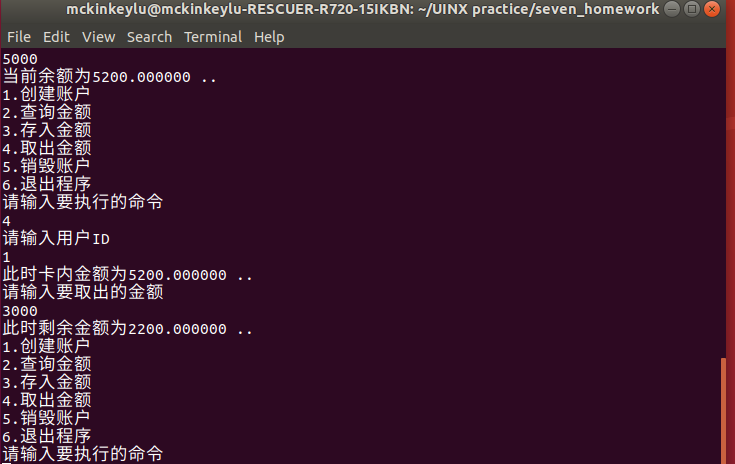 mckinkeylu@mckinkeylu-RESCUER-R720-15IKBN: ~/UINX practice/seven_homework
File Edit View Search Terminal Help
5000
当前余额为5200.000000 ..
1.创建账户
2.查询金额
3.存入金额
4.取出金额
5.销毁账户
6.退出程序
请输入要执行的命令
4
请输入用户ID
1
此时卡内金额为5200.000000 ..
请输入要取出的金额
3000
此时剩余金额为2200.000000 ..
1.创建账户
2.查询金额
3.存入金额
4.取出金额
5.销毁账户
6.退出程序
请输入要执行的命令